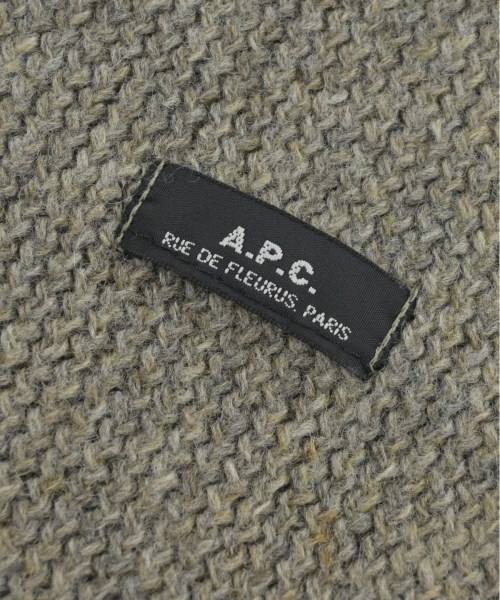 A.P.C.
RUE DE FLEURUS. PARIS